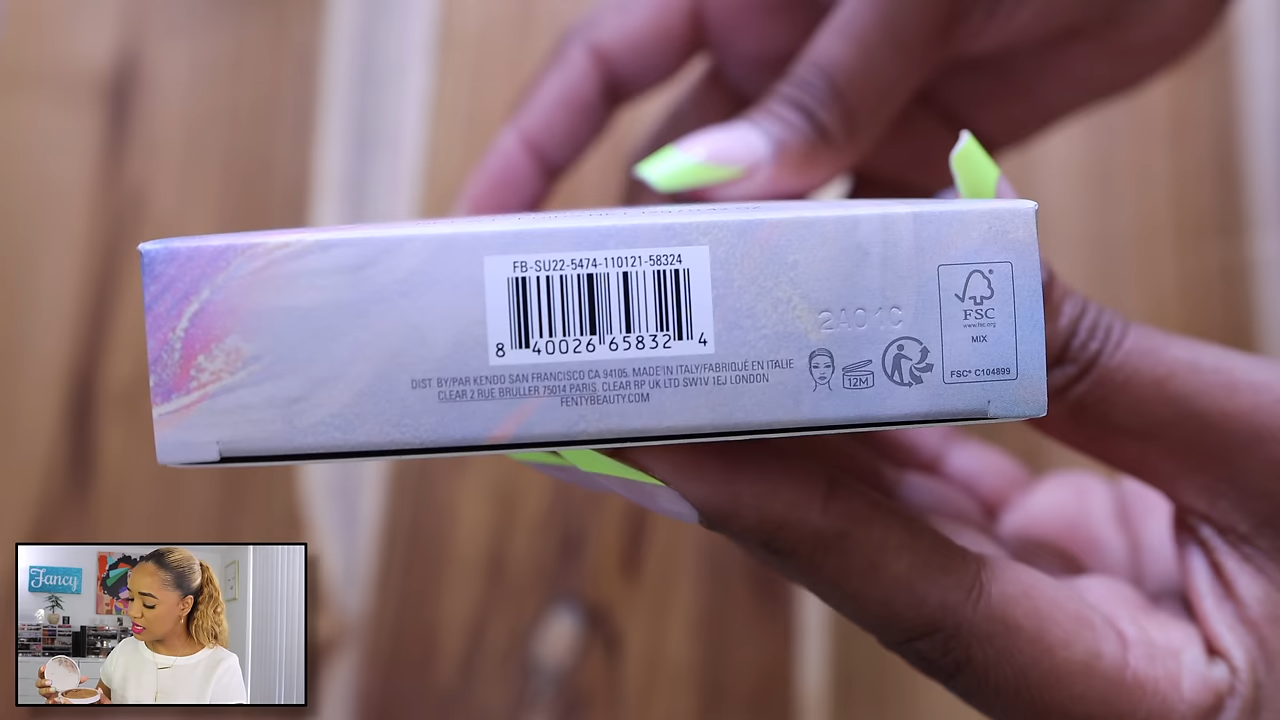 FB-SU22-5474-110121-58324
8 40026 65832 4
DIST. BY/PAR KENDO SAN FRANCISCO CA 94105. MADE IN ITALY/FABRIQUÉ EN ITALIE
CLEAR 2 RUE BRULLER 75014 PARIS. CLEAR RP UK LTD SW1V 1EJ LONDON
FENTYBEAUTY.COM
2A01C
12M
FSC
www.fsc.org
MIX
FSC® C104899
Fancy